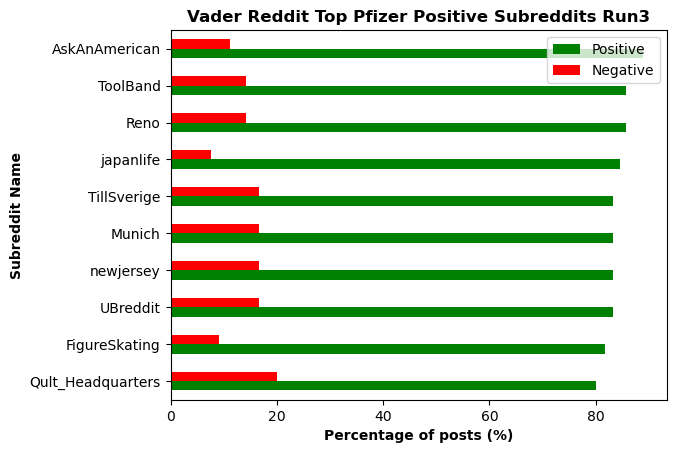 Vader Reddit Top Pfizer Positive Subreddits Run3
Positive
Negative
Subreddit Name
AskAnAmerican
ToolBand
Reno
japanlife
TillSverige
Munich
newjersey
UBreddit
FigureSkating
Qult_Headquarters
0 20 40 60 80
Percentage of posts (%)